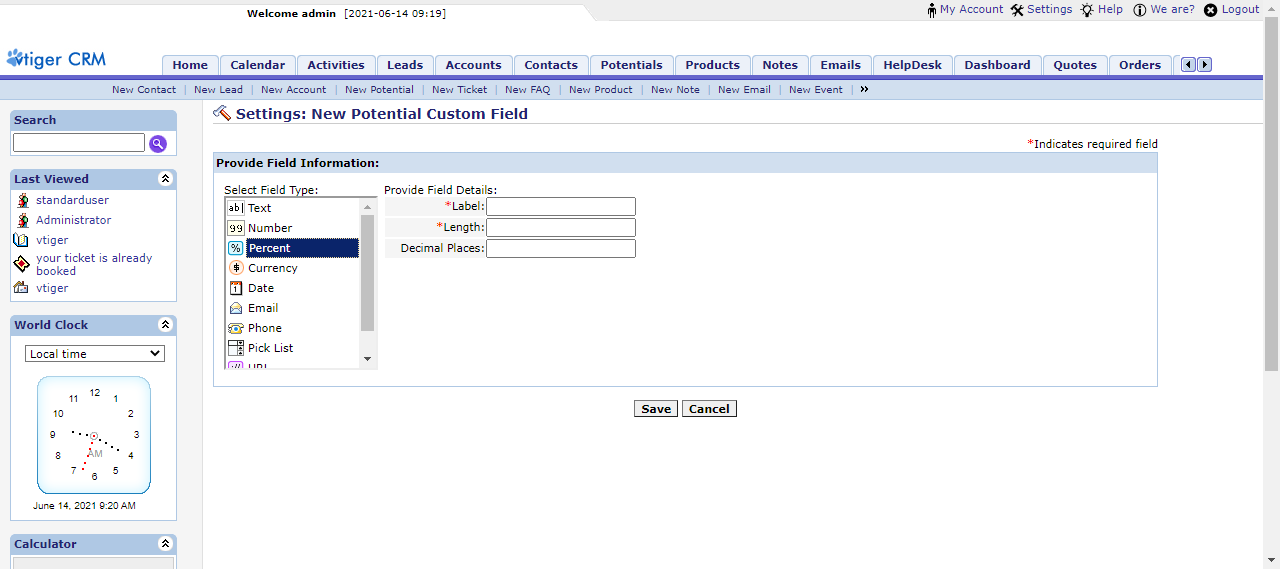 Welcome admin [2021-06-14 09:19]
My Account Settings Help We are? Logout
vtiger CRM
Home Calendar Activities Leads Accounts Contacts Potentials Products Notes Emails HelpDesk Dashboard Quotes Orders
New Contact | New Lead | New Account | New Potential | New Ticket | New FAQ | New Product | New Note | New Email | New Event | »
Search
Last Viewed
standarduser
Administrator
vtiger
your ticket is already
booked
vtiger
World Clock
Local time
12
1
2
3
4
5
6
7
8
9
10
11
AM
June 14, 2021 9:20 AM
Calculator
Settings: New Potential Custom Field
*Indicates required field
Provide Field Information:
Select Field Type:
ab| Text
99 Number
% Percent
$ Currency
1 Date
Email
Phone
Pick List
URL
Provide Field Details:
*Label:
*Length:
Decimal Places:
Save Cancel